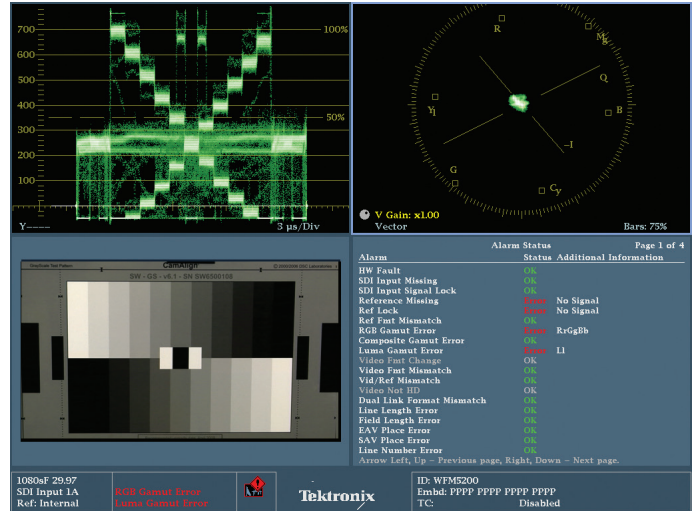 700
600
500
400
300
200
100
100%
50%
Y----
3 µs/Div
R
Q
B
Yl
-I
G
Cy
V Gain: x1.00
Vector
Bars: 75%
CamAlign
SW - GS - v6.1 - SN SW6500108
Alarm Status
Page 1 of 4
Alarm Status Additional Information
HW Fault OK
SDI Input Missing OK
SDI Input Signal Lock OK
Reference Missing Error No Signal
Ref Lock Error No Signal
Ref Fmt Mismatch OK
RGB Gamut Error Error RrGgBb
Composite Gamut Error OK
Luma Gamut Error Error Ll
Video Fmt Change OK
Video Fmt Mismatch OK
Vid/Ref Mismatch OK
Video Not HD OK
Dual Link Format Mismatch OK
Line Length Error OK
Field Length Error OK
EAV Place Error OK
SAV Place Error OK
Line Number Error OK
Arrow Left, Up - Previous page, Right, Down - Next page.
1080sF 29.97
SDI Input 1A
Ref: Internal
RGB Gamut Error
Luma Gamut Error
Tektronix
ID: WFM5200
Embd: PPPP PPPP PPPP PPPP
TC: Disabled